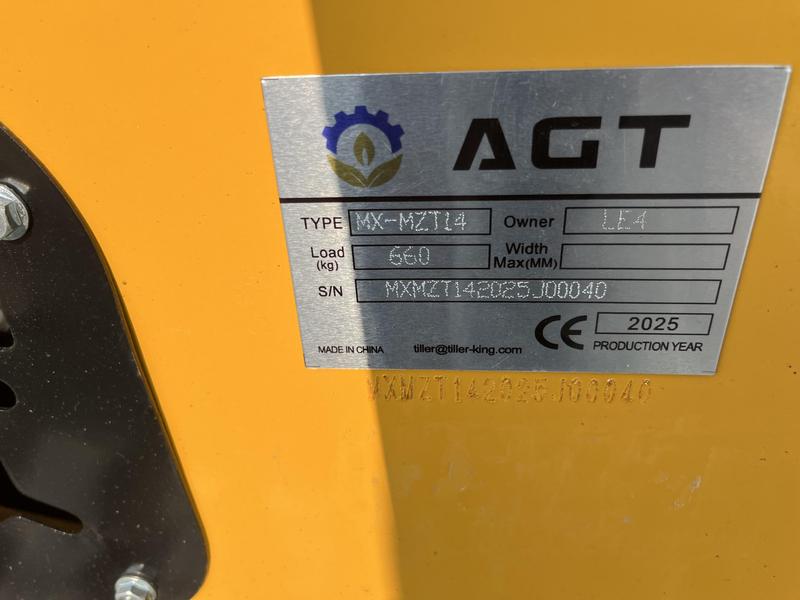 AGT
TYPE MX-MZT14 Owner LE4
Load (kg) 660 Width Max(MM)
S/N MXMZT142025J00040
CE 2025
MADE IN CHINA tiller@tiller-king.com PRODUCTION YEAR
MXMZT142025J00040